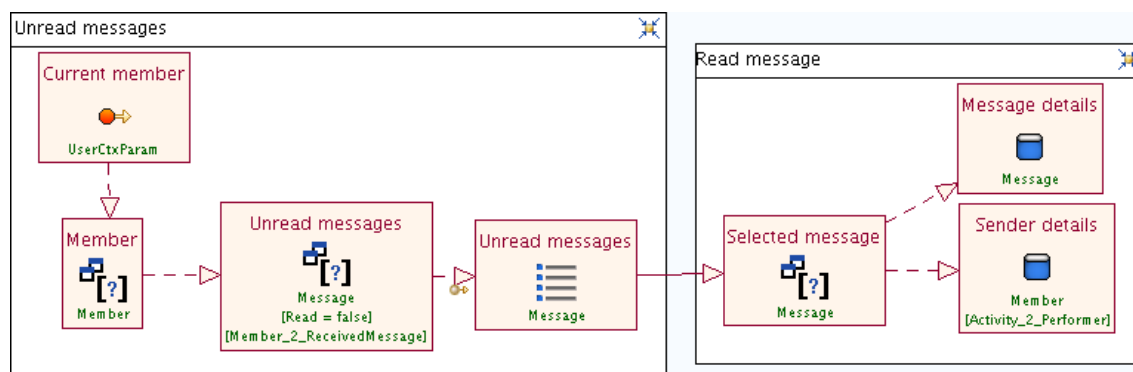 Unread messages
Current member
UserCtxParam
Member
[?]
Member
Unread messages
[?]
Message
[Read = false]
[Member_2_ReceivedMessage]
Unread messages
Message
Read message
Selected message
[?]
Message
Message details
Message
Sender details
Member
[Activity_2_Performer]